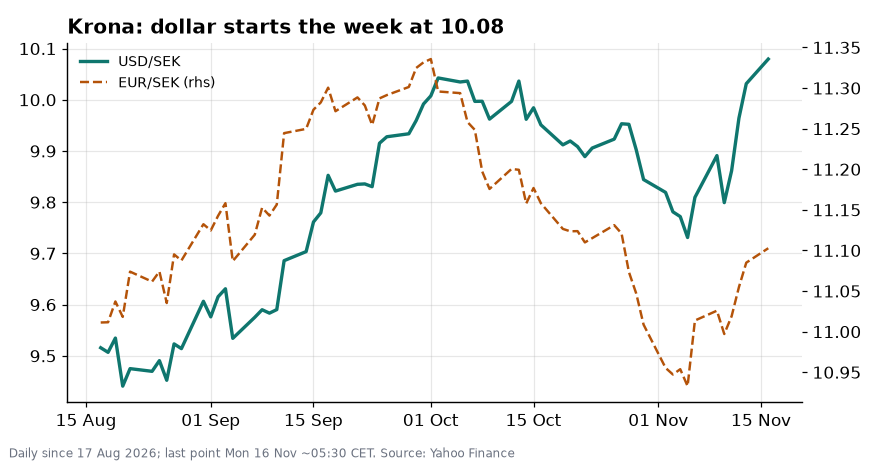 Krona: dollar starts the week at 10.08
USD/SEK
EUR/SEK (rhs)
10.1
10.0
9.9
9.8
9.7
9.6
9.5
11.35
11.30
11.25
11.20
11.15
11.10
11.05
11.00
10.95
15 Aug
01 Sep
15 Sep
01 Oct
15 Oct
01 Nov
15 Nov
Daily since 17 Aug 2026; last point Mon 16 Nov ~05:30 CET. Source: Yahoo Finance